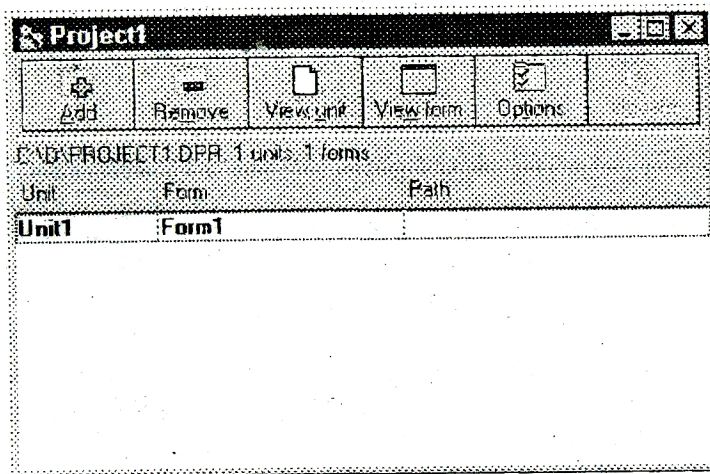 Project1
Add Remove View unit View form Options
C:\D\PROJECT1.DPR, 1 units, 1 forms
Unit Form Path
Unit1 Form1